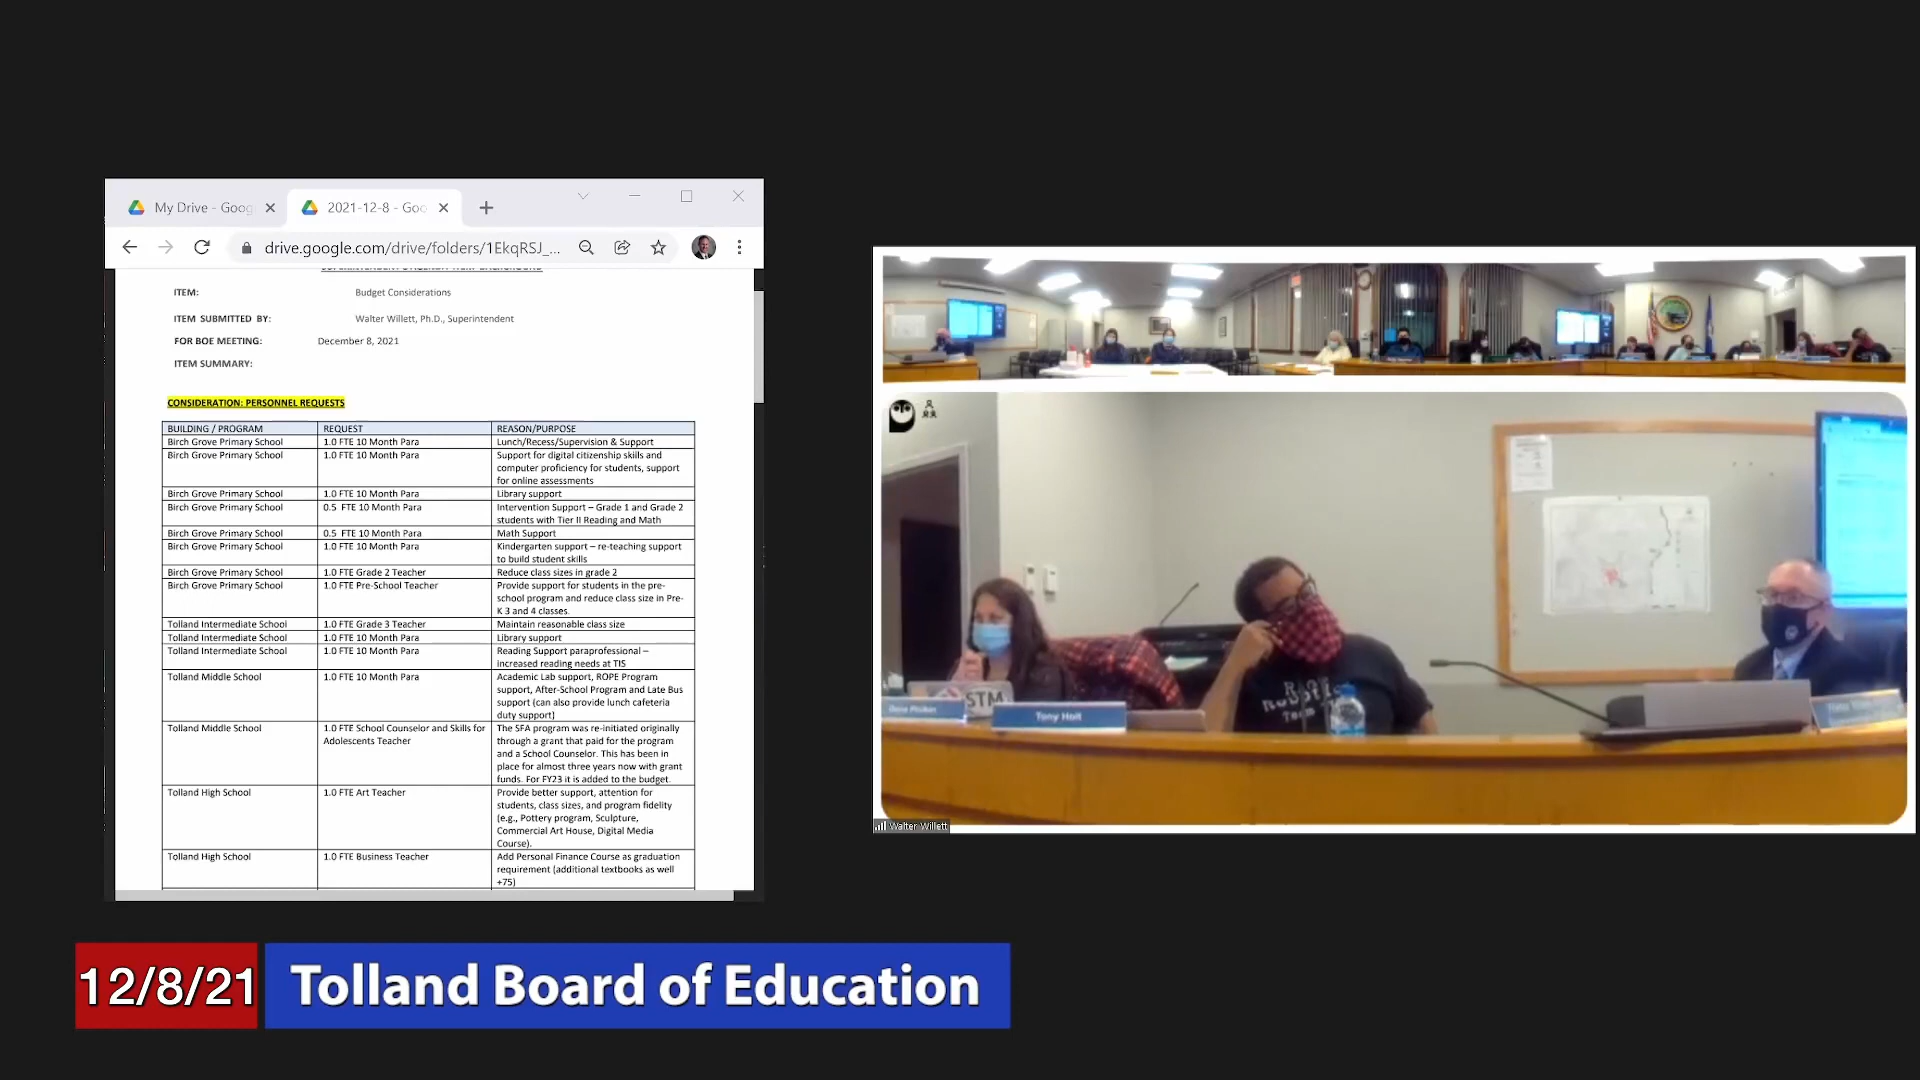 My Drive - Goog
2021-12-8 - Goo
drive.google.com/drive/folders/1EkqRSJ_...
ITEM: Budget Considerations
ITEM SUBMITTED BY: Walter Willett, Ph.D., Superintendent
FOR BOE MEETING: December 8, 2021
ITEM SUMMARY:
CONSIDERATION: PERSONNEL REQUESTS
BUILDING / PROGRAM REQUEST REASON/PURPOSE
Birch Grove Primary School 1.0 FTE 10 Month Para Lunch/Recess/Supervision & Support
Birch Grove Primary School 1.0 FTE 10 Month Para Support for digital citizenship skills and
computer proficiency for students, support
for online assessments
Birch Grove Primary School 1.0 FTE 10 Month Para Library support
Birch Grove Primary School 0.5 FTE 10 Month Para Intervention Support – Grade 1 and Grade 2
students with Tier II Reading and Math
Birch Grove Primary School 0.5 FTE 10 Month Para Math Support
Birch Grove Primary School 1.0 FTE 10 Month Para Kindergarten support – re-teaching support
to build student skills
Birch Grove Primary School 1.0 FTE Grade 2 Teacher Reduce class sizes in grade 2
Birch Grove Primary School 1.0 FTE Pre-School Teacher Provide support for students in the pre-
school program and reduce class size in Pre-
K 3 and 4 classes.
Tolland Intermediate School 1.0 FTE Grade 3 Teacher Maintain reasonable class size
Tolland Intermediate School 1.0 FTE 10 Month Para Library support
Tolland Intermediate School 1.0 FTE 10 Month Para Reading Support paraprofessional –
increased reading needs at TIS
Tolland Middle School 1.0 FTE 10 Month Para Academic Lab support, ROPE Program
support, After-School Program and Late Bus
support (can also provide lunch cafeteria
duty support)
Tolland Middle School 1.0 FTE School Counselor and Skills for The SFA program was re-initiated originally
Adolescents Teacher through a grant that paid for the program
and a School Counselor. This has been in
place for almost three years now with grant
funds. For FY23 it is added to the budget.
Tolland High School 1.0 FTE Art Teacher Provide better support, attention for
students, class sizes, and program fidelity
(e.g., Pottery program, Sculpture,
Commercial Art House, Digital Media
Course).
Tolland High School 1.0 FTE Business Teacher Add Personal Finance Course as graduation
requirement (additional textbooks as well
+75)
STM
Tony Holt
Walter Willett
12/8/21
Tolland Board of Education